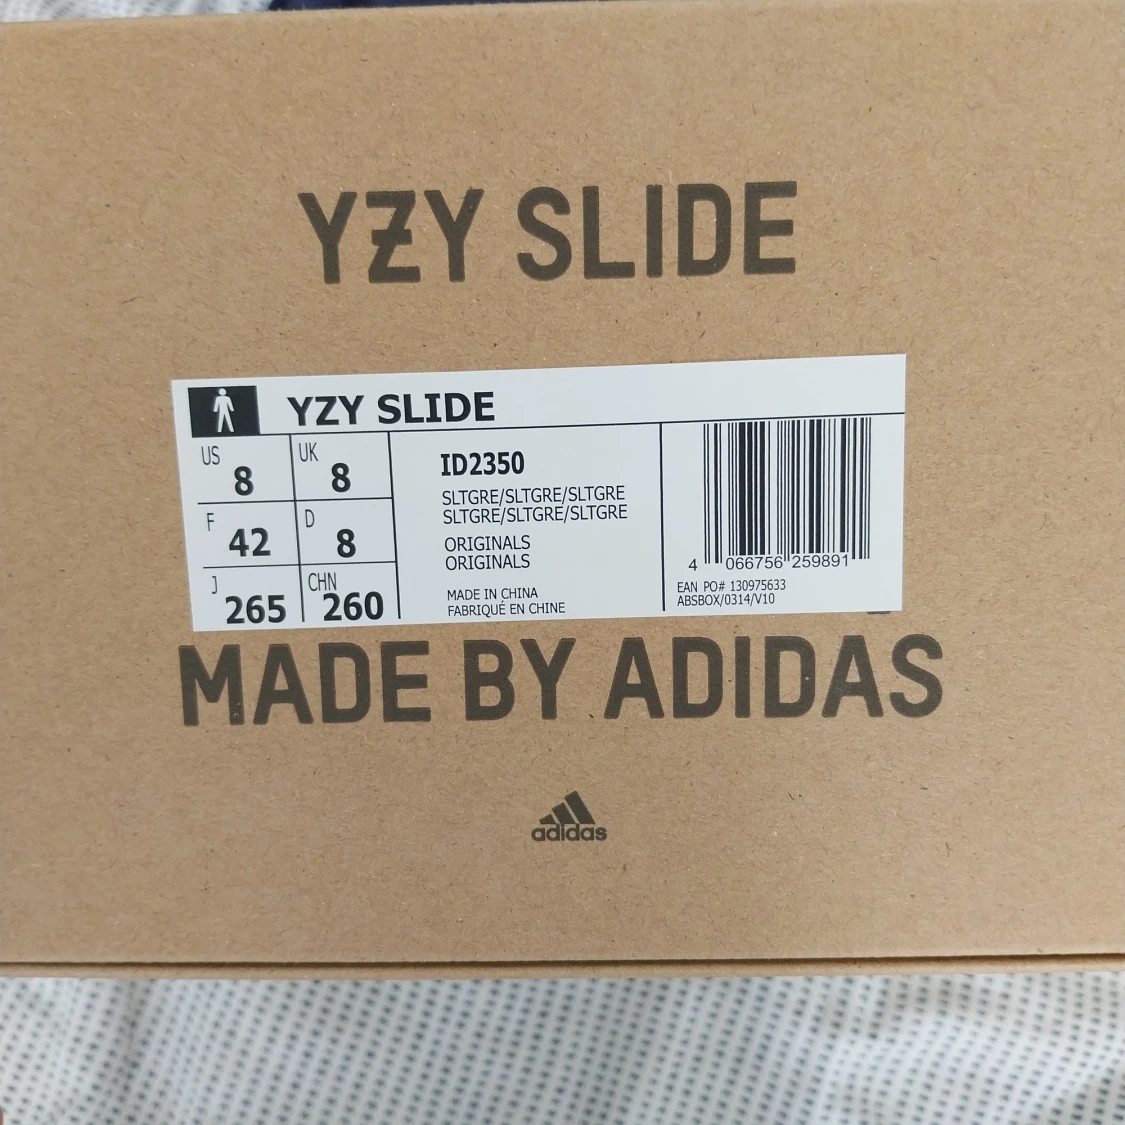 YZY SLIDE
YZY SLIDE
US 8 UK 8
F 42 D 8
J 265 CHN 260
ID2350
SLTGRE/SLTGRE/SLTGRE
SLTGRE/SLTGRE/SLTGRE
ORIGINALS
ORIGINALS
MADE IN CHINA
FABRIQUÉ EN CHINE
4 066756 259891
EAN PO# 130975633
ABSBOX/0314/V10
MADE BY ADIDAS
adidas